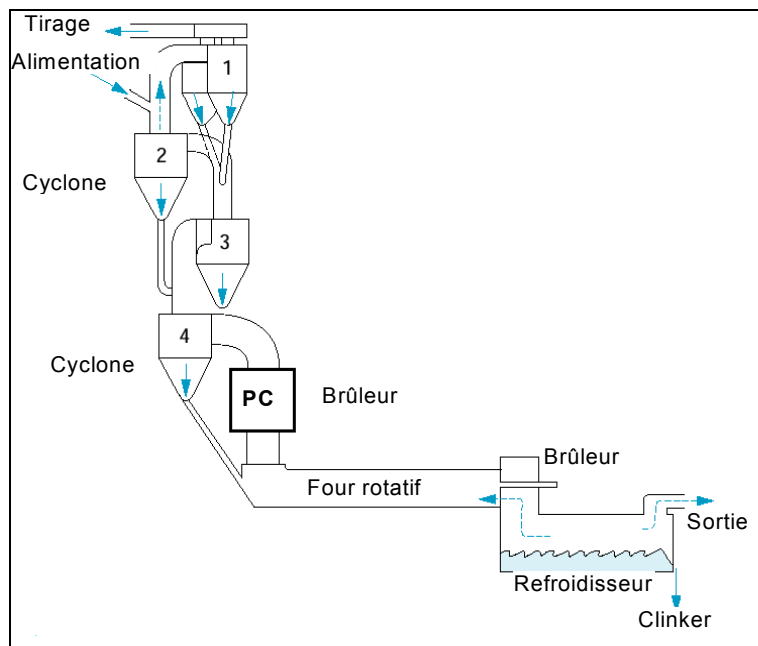 Tirage
Alimentation
1
2
Cyclone
3
4
Cyclone
PC
Brûleur
Brûleur
Four rotatif
Sortie
Refroidisseur
Clinker